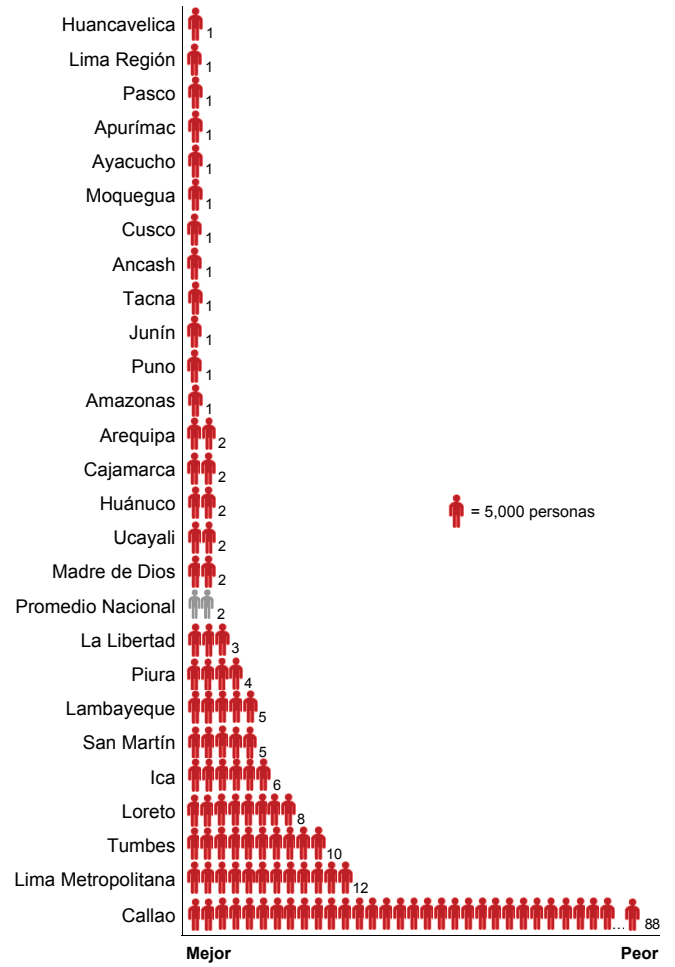 Huancavelica 1
Lima Región 1
Pasco 1
Apurímac 1
Ayacucho 1
Moquegua 1
Cusco 1
Ancash 1
Tacna 1
Junín 1
Puno 1
Amazonas 1
Arequipa 2
Cajamarca 2
Huánuco 2
= 5,000 personas
Ucayali 2
Madre de Dios 2
Promedio Nacional 2
La Libertad 3
Piura 4
Lambayeque 5
San Martín 5
Ica 6
Loreto 8
Tumbes 10
Lima Metropolitana 12
Callao ... 88
Mejor Peor